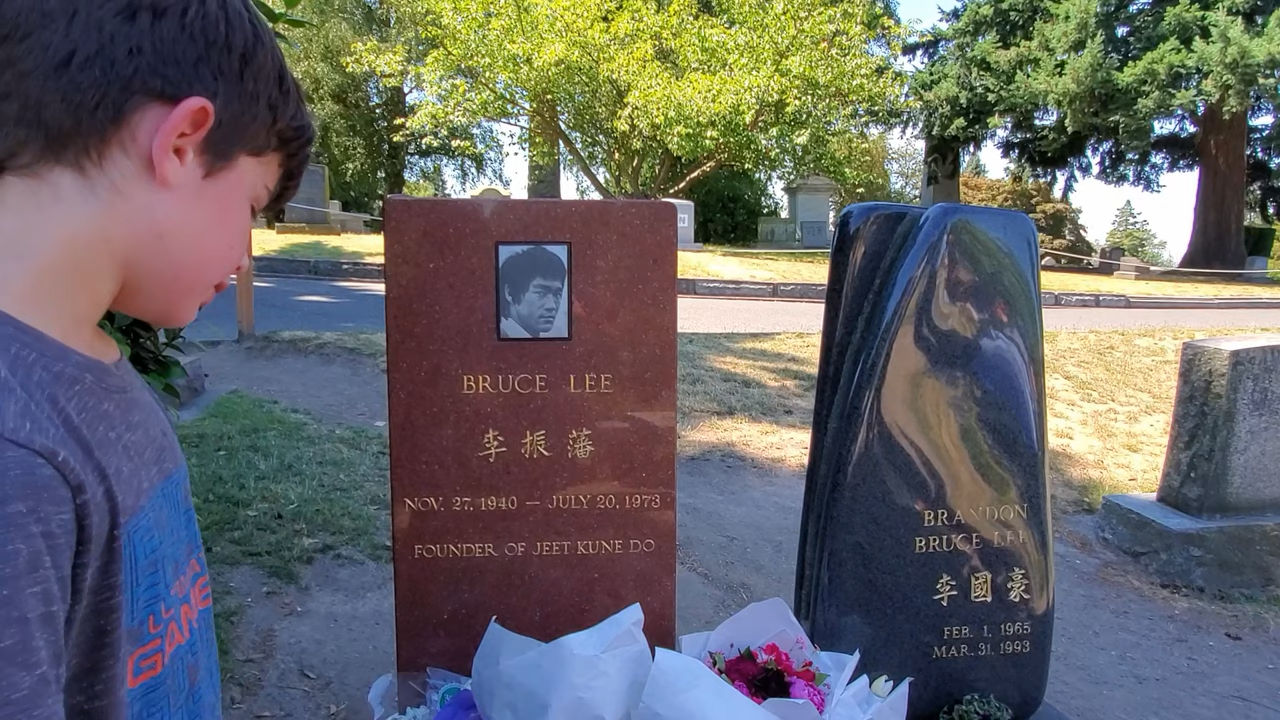 BRUCE LEE
李振藩
NOV. 27, 1940 — JULY 20, 1973
FOUNDER OF JEET KUNE DO
BRANDON
BRUCE LEE
李國豪
FEB. 1, 1965
MAR. 31, 1993
GAME